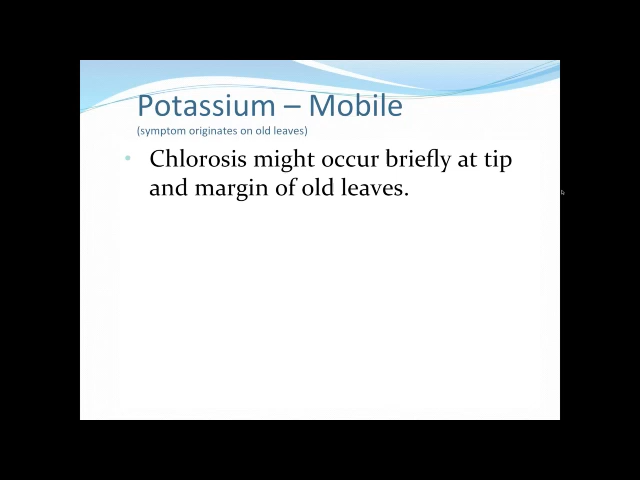 Potassium – Mobile
(symptom originates on old leaves)
• Chlorosis might occur briefly at tip
and margin of old leaves.